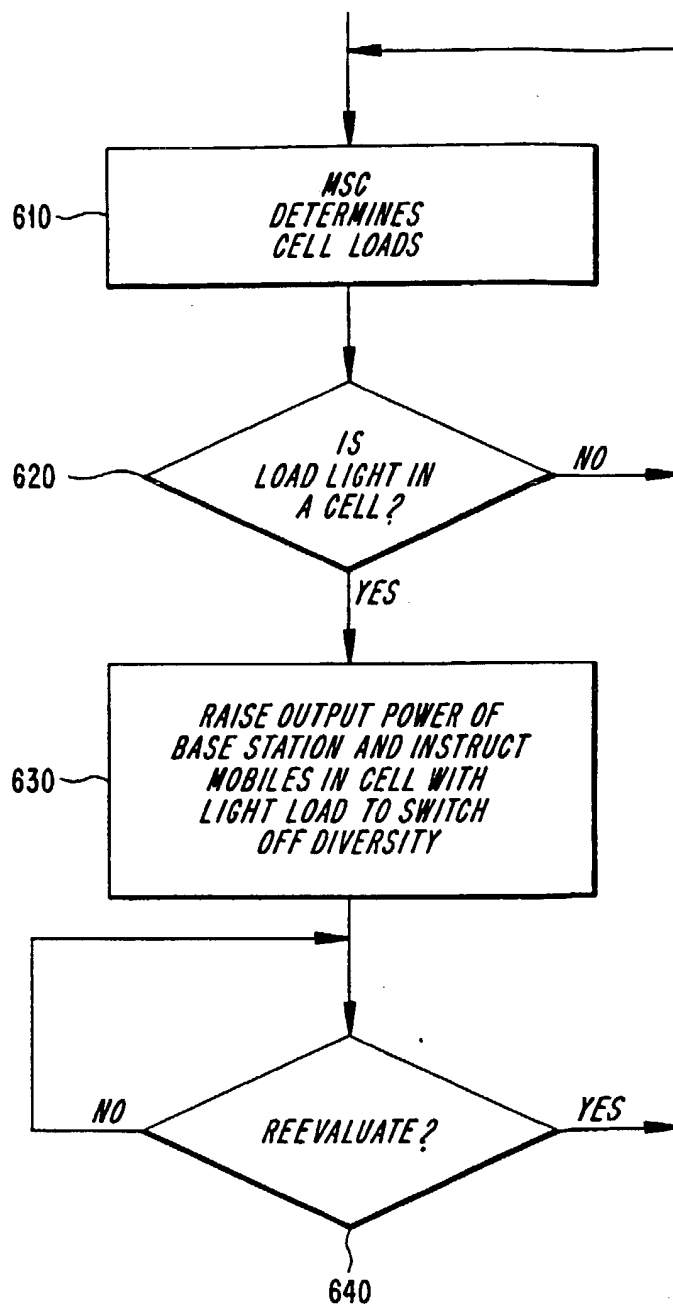 MSC
DETERMINES
CELL LOADS
610
IS
LOAD LIGHT IN
A CELL?
620
NO
YES
RAISE OUTPUT POWER OF
BASE STATION AND INSTRUCT
MOBILES IN CELL WITH
LIGHT LOAD TO SWITCH
OFF DIVERSITY
630
NO
REEVALUATE?
YES
640